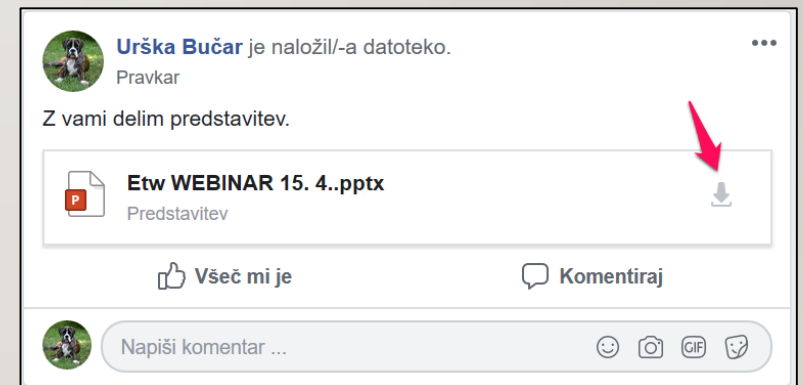 Urška Bučar je naložil/-a datoteko.
Pravkar
Z vami delim predstavitev.
P
Etw WEBINAR 15. 4..pptx
Predstavitev
Všeč mi je
Komentiraj
Napiši komentar ...
GIF